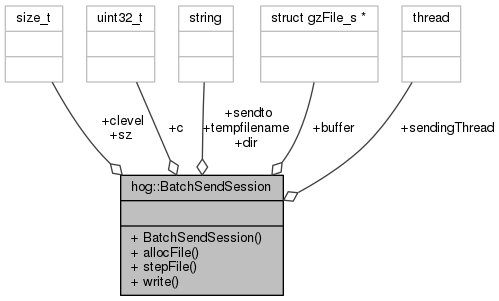 size_t
uint32_t
string
struct gzFile_s *
thread
+clevel
+sz
+c
+sendto
+tempfilename
+dir
+buffer
+sendingThread
hog::BatchSendSession
+ BatchSendSession()
+ allocFile()
+ stepFile()
+ write()